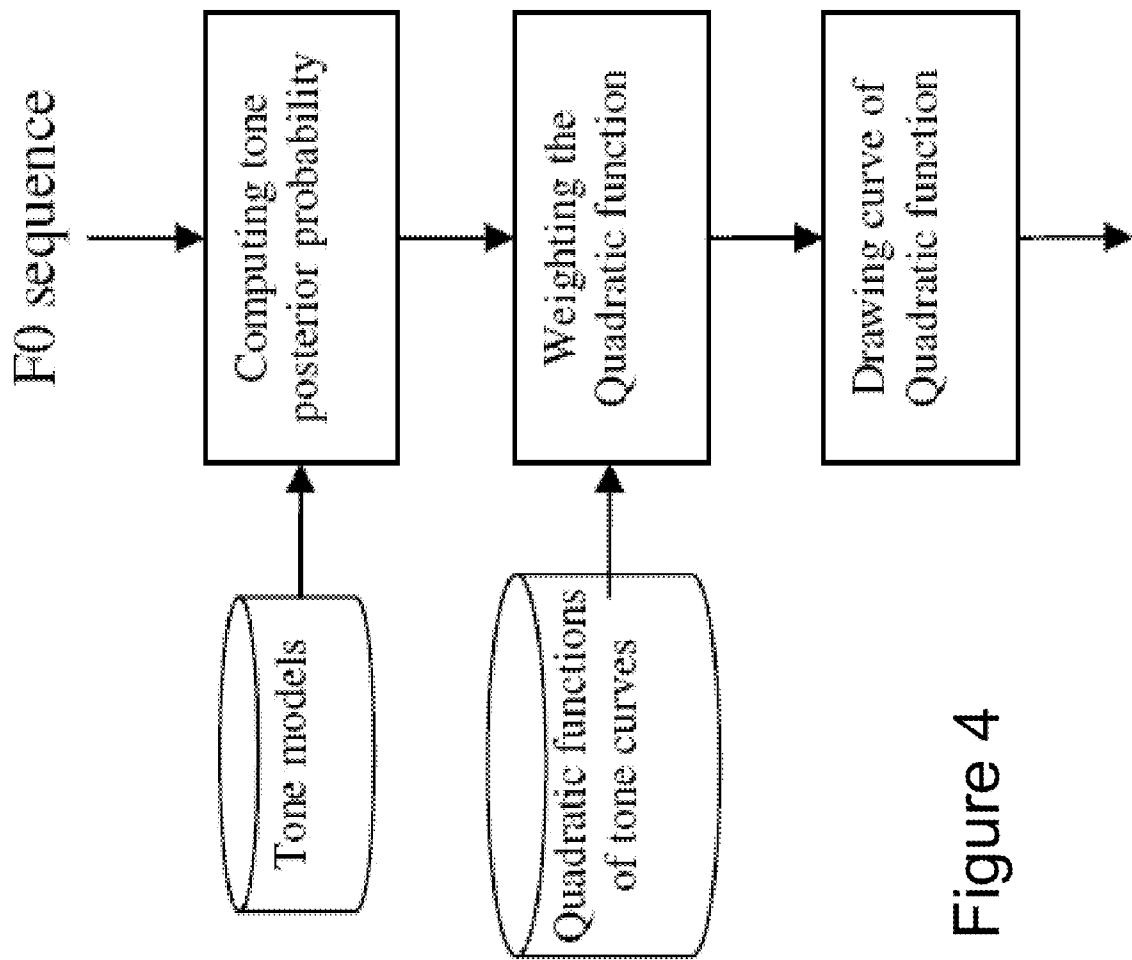 F0 sequence
Computing tone
posterior probability
Tone models
Weighting the
Quadratic function
Quadratic functions
of tone curves
Drawing curve of
Quadratic function
Figure 4